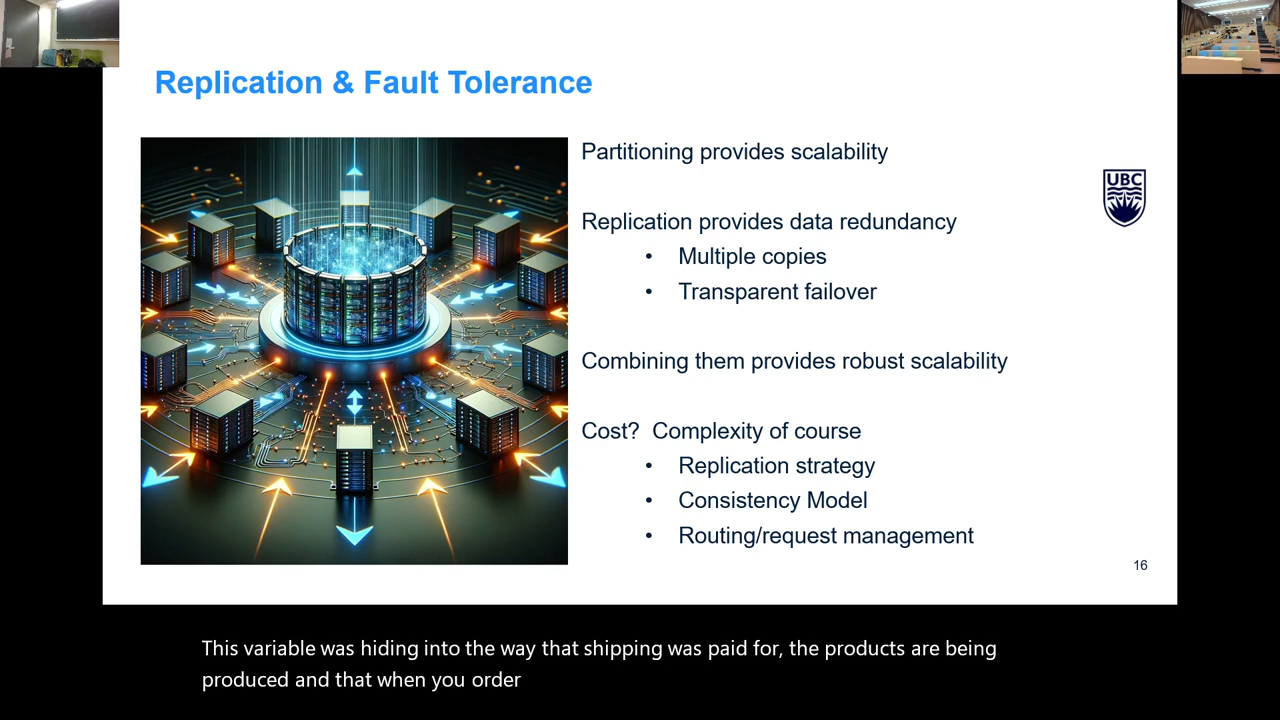 Replication & Fault Tolerance
Partitioning provides scalability
UBC
Replication provides data redundancy
• Multiple copies
• Transparent failover
Combining them provides robust scalability
Cost? Complexity of course
• Replication strategy
• Consistency Model
• Routing/request management
16
This variable was hiding into the way that shipping was paid for, the products are being
produced and that when you order